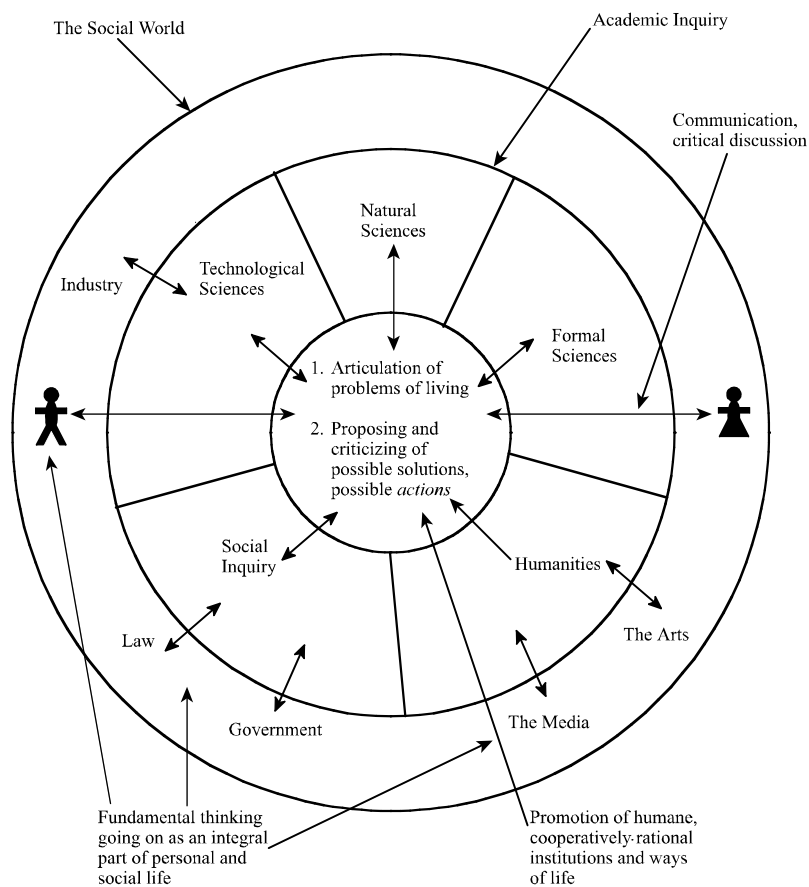 The Social World
Academic Inquiry
Communication,
critical discussion
Natural
Sciences
Technological
Sciences
Industry
Formal
Sciences
1. Articulation of
problems of living
2. Proposing and
criticizing of
possible solutions,
possible actions
Social
Inquiry
Humanities
Law
The Arts
Government
The Media
Fundamental thinking
going on as an integral
part of personal and
social life
Promotion of humane,
cooperatively-rational
institutions and ways
of life